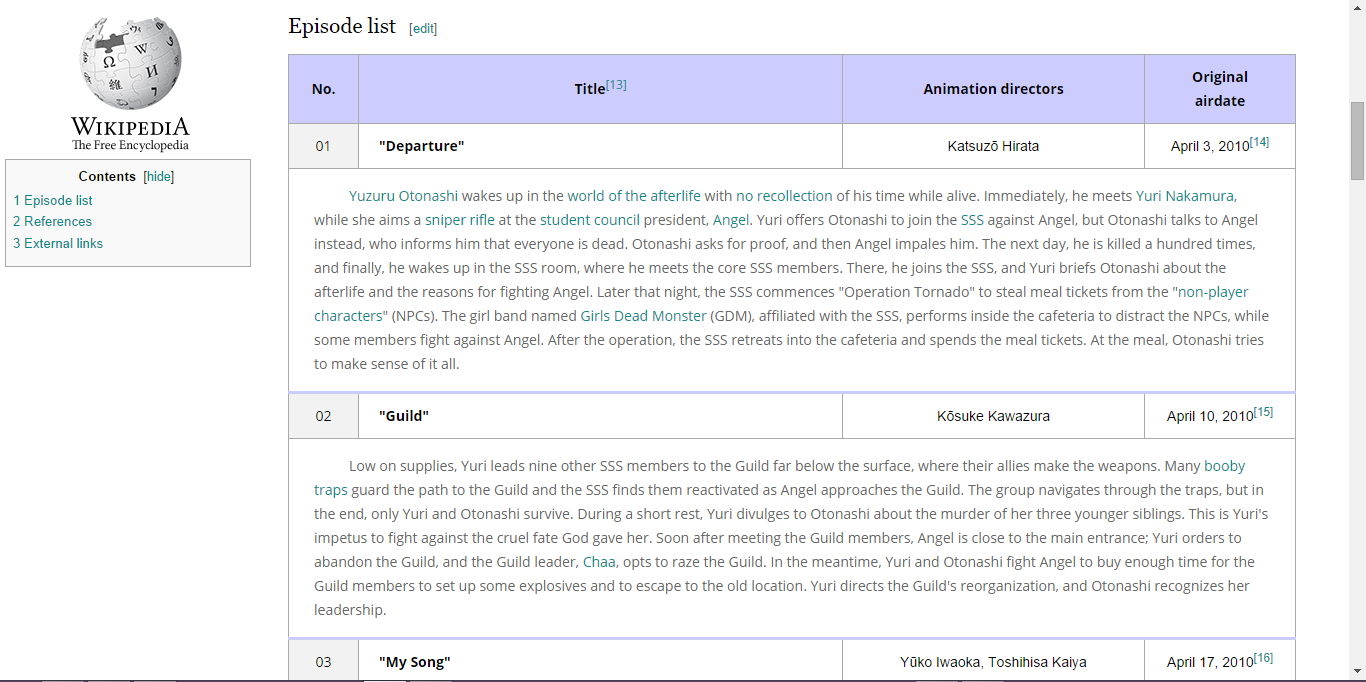 WIKIPEDIA
The Free Encyclopedia
Contents [hide]
1 Episode list
2 References
3 External links
Episode list [edit]
No. Title[13] Animation directors Original airdate
01 "Departure" Katsuzō Hirata April 3, 2010[14]
Yuzuru Otonashi wakes up in the world of the afterlife with no recollection of his time while alive. Immediately, he meets Yuri Nakamura,
while she aims a sniper rifle at the student council president, Angel. Yuri offers Otonashi to join the SSS against Angel, but Otonashi talks to Angel
instead, who informs him that everyone is dead. Otonashi asks for proof, and then Angel impales him. The next day, he is killed a hundred times,
and finally, he wakes up in the SSS room, where he meets the core SSS members. There, he joins the SSS, and Yuri briefs Otonashi about the
afterlife and the reasons for fighting Angel. Later that night, the SSS commences "Operation Tornado" to steal meal tickets from the "non-player
characters" (NPCs). The girl band named Girls Dead Monster (GDM), affiliated with the SSS, performs inside the cafeteria to distract the NPCs, while
some members fight against Angel. After the operation, the SSS retreats into the cafeteria and spends the meal tickets. At the meal, Otonashi tries
to make sense of it all.
02 "Guild" Kōsuke Kawazura April 10, 2010[15]
Low on supplies, Yuri leads nine other SSS members to the Guild far below the surface, where their allies make the weapons. Many booby
traps guard the path to the Guild and the SSS finds them reactivated as Angel approaches the Guild. The group navigates through the traps, but in
the end, only Yuri and Otonashi survive. During a short rest, Yuri divulges to Otonashi about the murder of her three younger siblings. This is Yuri's
impetus to fight against the cruel fate God gave her. Soon after meeting the Guild members, Angel is close to the main entrance; Yuri orders to
abandon the Guild, and the Guild leader, Chaa, opts to raze the Guild. In the meantime, Yuri and Otonashi fight Angel to buy enough time for the
Guild members to set up some explosives and to escape to the old location. Yuri directs the Guild's reorganization, and Otonashi recognizes her
leadership.
03 "My Song" Yūko Iwaoka, Toshihisa Kaiya April 17, 2010[16]